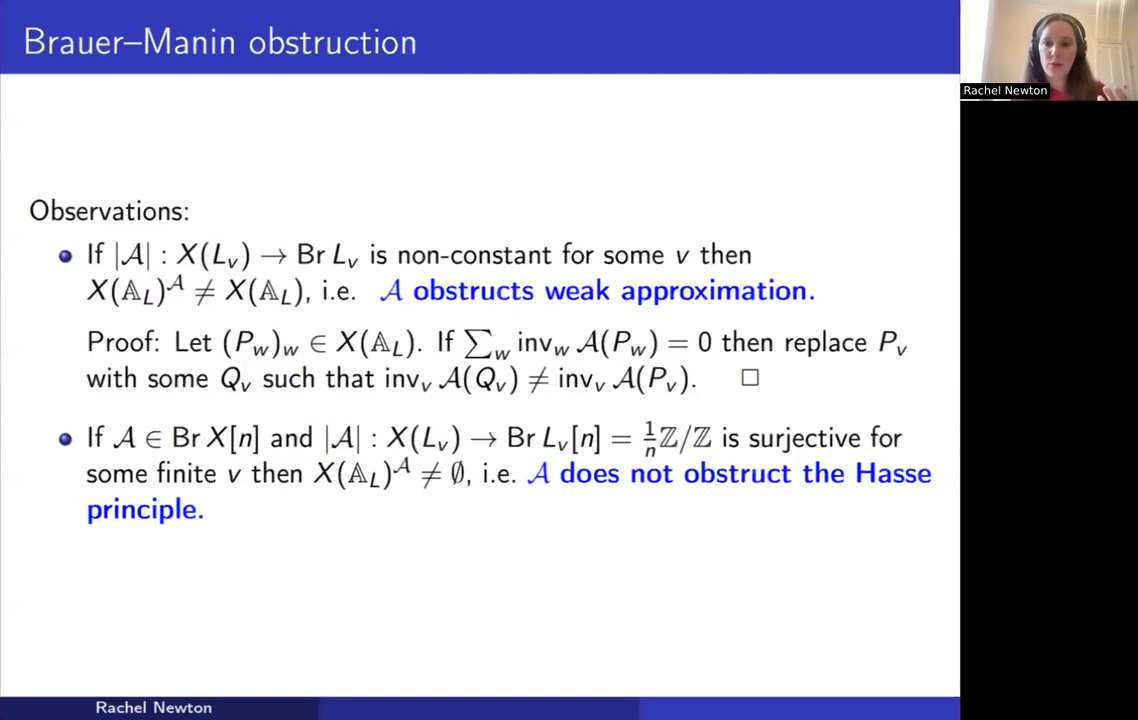 Brauer–Manin obstruction
Rachel Newton
Observations:
If |𝒜| : X(L_v) → Br L_v is non-constant for some v then
X(𝔸_L)^𝒜 ≠ X(𝔸_L), i.e. 𝒜 obstructs weak approximation.
Proof: Let (P_w)_w ∈ X(𝔸_L). If ∑_w inv_w 𝒜(P_w) = 0 then replace P_v
with some Q_v such that inv_v 𝒜(Q_v) ≠ inv_v 𝒜(P_v). □
If 𝒜 ∈ Br X[n] and |𝒜| : X(L_v) → Br L_v[n] = 1/n ℤ/ℤ is surjective for
some finite v then X(𝔸_L)^𝒜 ≠ ∅, i.e. 𝒜 does not obstruct the Hasse
principle.
Rachel Newton